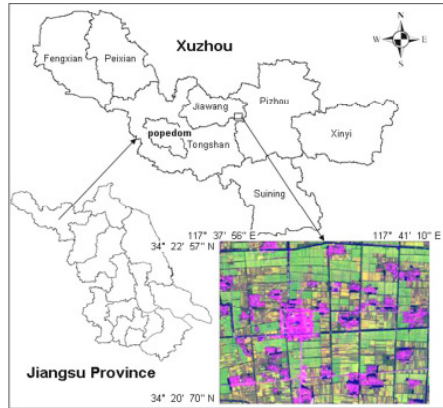 Xuzhou
N
W E
S
Fengxian
Peixian
Jiawang
Pizhou
Xinyi
popedom
Tongshan
Suining
117° 37' 56" E
117° 41' 10" E
34° 22' 57" N
Jiangsu Province
34° 20' 70" N